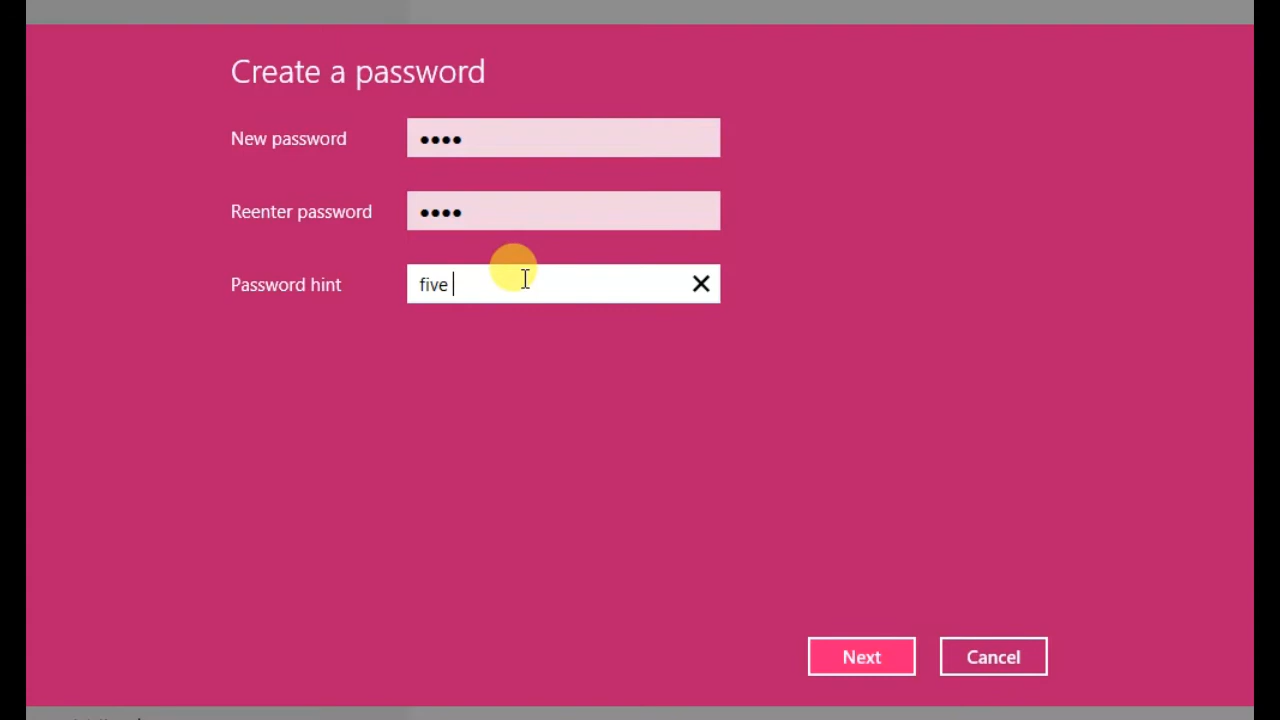 Create a password
New password ••••
Reenter password ••••
Password hint five
Next Cancel